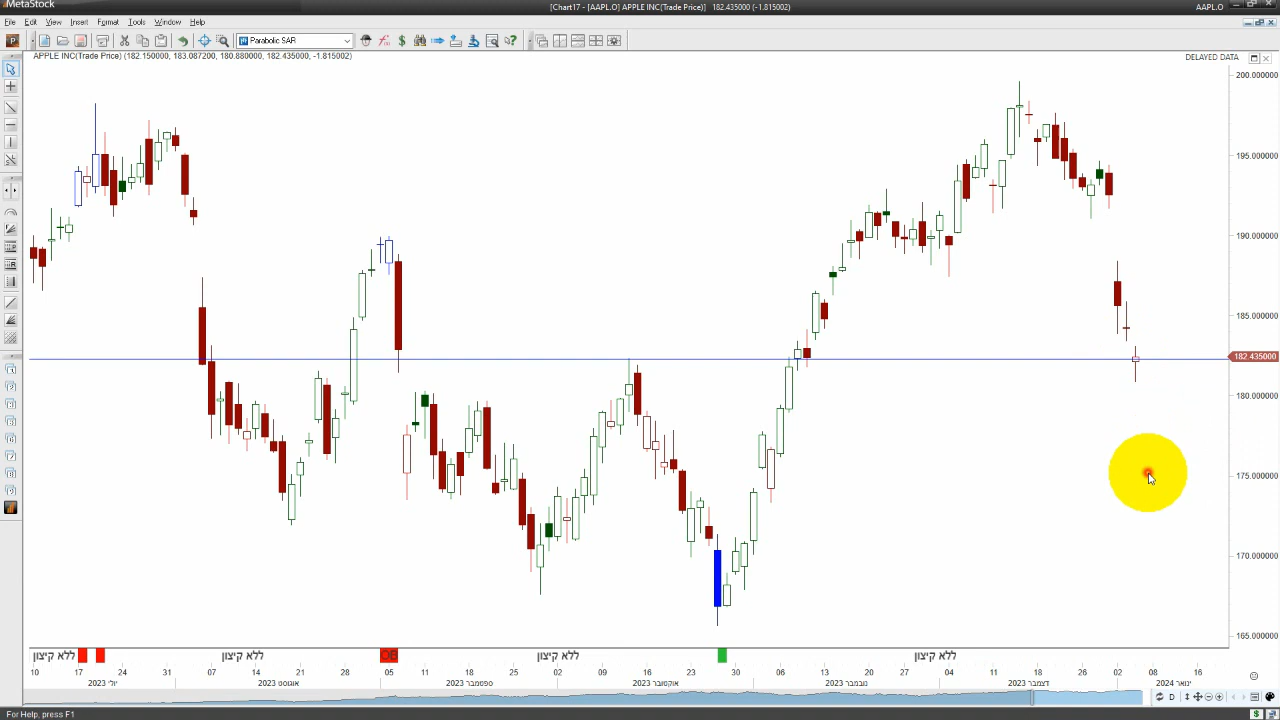 MetaStock
[Chart17 - [AAPL.O] APPLE INC(Trade Price)] 182.435000 (-1.815002)
AAPL.O
File Edit View Insert Format Tools Window Help
Parabolic SAR
APPLE INC(Trade Price) (182.150000, 183.087200, 180.880000, 182.435000, -1.815002)
DELAYED DATA
200.000000
195.000000
190.000000
185.000000
182.435000
180.000000
175.000000
170.000000
165.000000
ללא קיצון ללא קיצון OB ללא קיצון ללא קיצון
10 17 24 31 07 14 21 28 05 11 18 25 02 09 16 23 30 06 13 20 27 04 11 18 26 02 08 16
יולי 2023 אוגוסט 2023 ספטמבר 2023 אוקטובר 2023 נובמבר 2023 דצמבר 2023 ינואר 2024
D
For Help, press F1